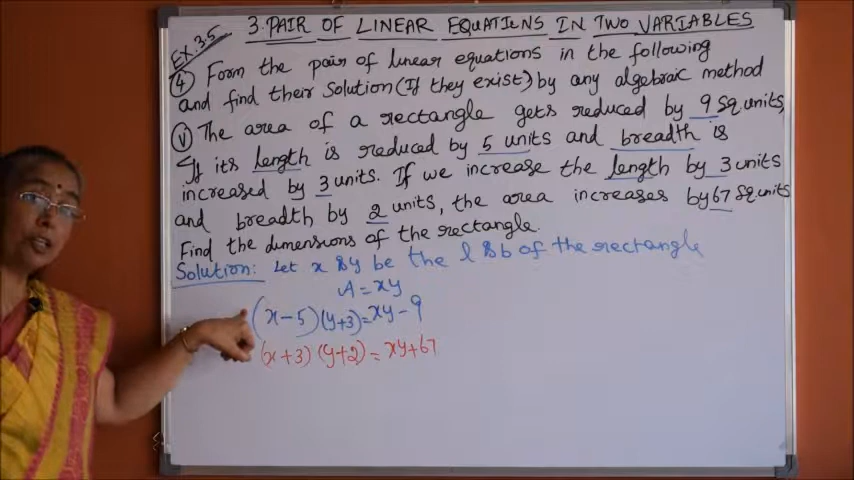 3. PAIR OF LINEAR EQUATIONS IN TWO VARIABLES
EX.3.5
④ Form the pair of linear equations in the following
and find their solution (If they exist) by any algebraic method
Ⓥ The area of a rectangle gets reduced by 9 sq units,
If its length is reduced by 5 units and breadth is
increased by 3 units. If we increase the length by 3 units
and breadth by 2 units, the area increases by 67 sq units
Find the dimensions of the rectangle.
Solution: Let x & y be the l & b of the rectangle
A = xy
(x-5)(y+3) = xy - 9
(x+3)(y+2) = xy + 67